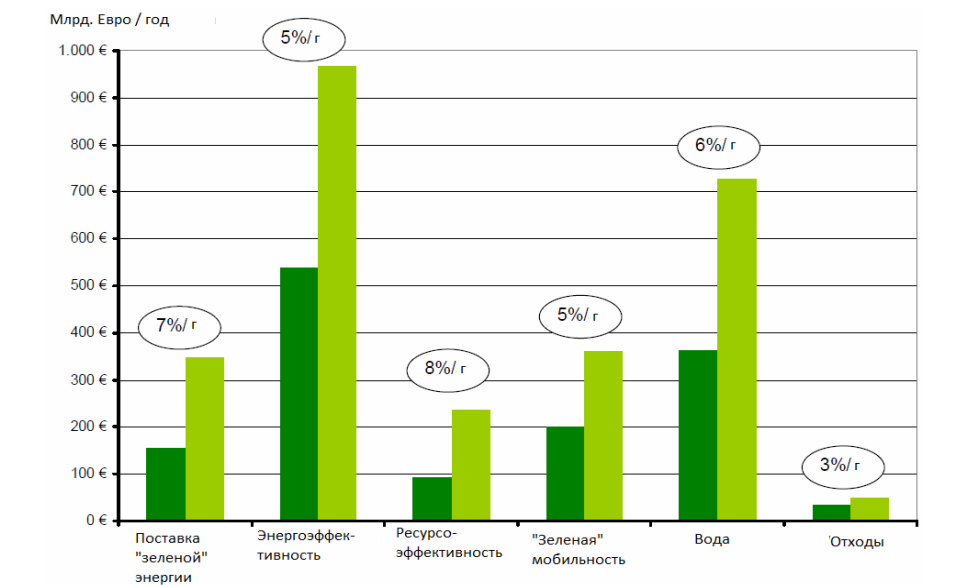 Млрд. Евро / год
1.000 €
900 €
800 €
700 €
600 €
500 €
400 €
300 €
200 €
100 €
0 €
7%/ г
5%/ г
8%/ г
5%/ г
6%/ г
3%/ г
Поставка
"зеленой"
энергии
Энергоэффек-
тивность
Ресурсо-
эффективность
"Зеленая"
мобильность
Вода
Отходы